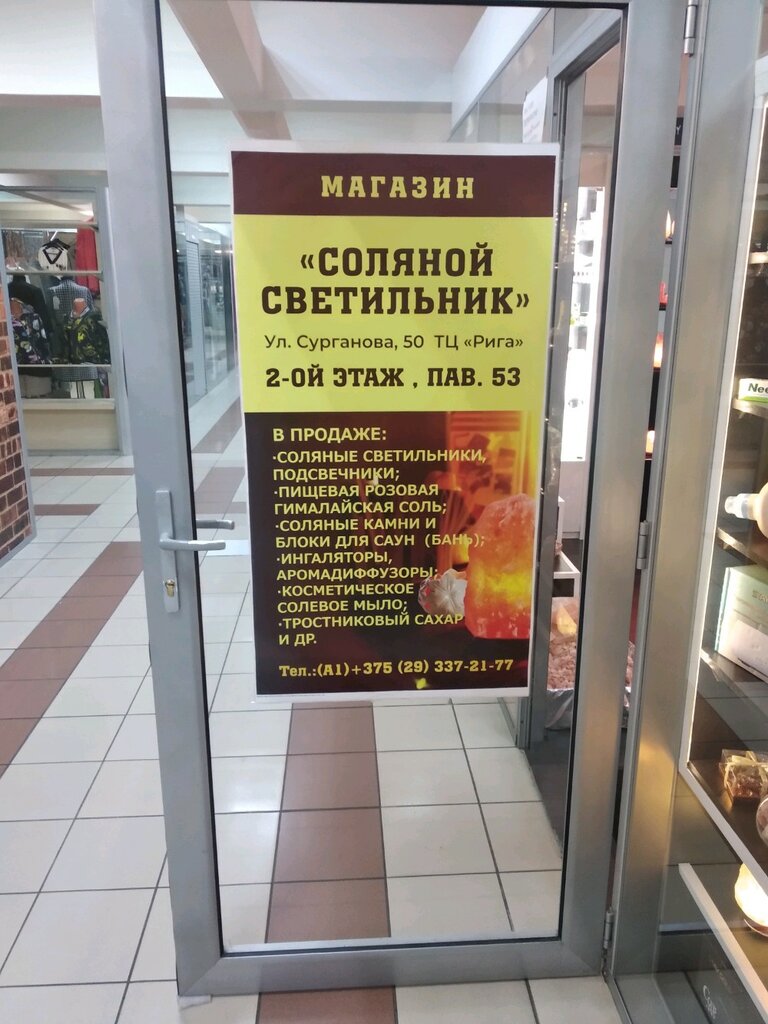 МАГАЗИН
«СОЛЯНОЙ
СВЕТИЛЬНИК»
Ул. Сурганова, 50 ТЦ «Рига»
2-ОЙ ЭТАЖ , ПАВ. 53
В ПРОДАЖЕ:
·СОЛЯНЫЕ СВЕТИЛЬНИКИ,
ПОДСВЕЧНИКИ;
·ПИЩЕВАЯ РОЗОВАЯ
ГИМАЛАЙСКАЯ СОЛЬ;
·СОЛЯНЫЕ КАМНИ И
БЛОКИ ДЛЯ САУН (БАНЬ);
·ИНГАЛЯТОРЫ,
АРОМАДИФФУЗОРЫ;
·КОСМЕТИЧЕСКОЕ
СОЛЕВОЕ МЫЛО;
·ТРОСТНИКОВЫЙ САХАР
И ДР.
Тел.:(А1)+375 (29) 337-21-77